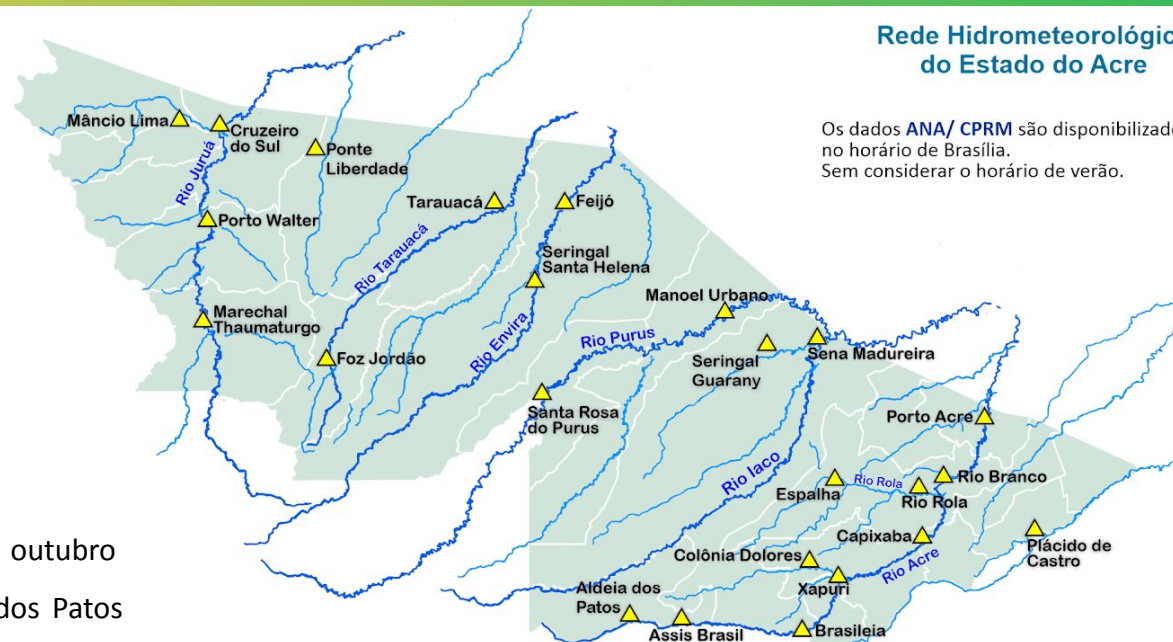 Rede Hidrometeorológic
do Estado do Acre
Os dados ANA/ CPRM são disponibilizado
no horário de Brasília.
Sem considerar o horário de verão.
Mâncio Lima
Cruzeiro
do Sul
Ponte
Liberdade
Rio Juruá
Porto Walter
Tarauacá
Feijó
Rio Tarauacá
Seringal
Santa Helena
Marechal
Thaumaturgo
Foz Jordão
Rio Envira
Manoel Urbano
Rio Purus
Seringal
Guarany
Sena Madureira
Santa Rosa
do Purus
Porto Acre
Rio Iaco
Espalha
Rio Rola
Rio Rola
Rio Branco
Capixaba
Plácido de
Castro
Colônia Dolores
Rio Acre
Xapuri
Aldeia dos
Patos
Assis Brasil
Brasileia
outubro
dos Patos